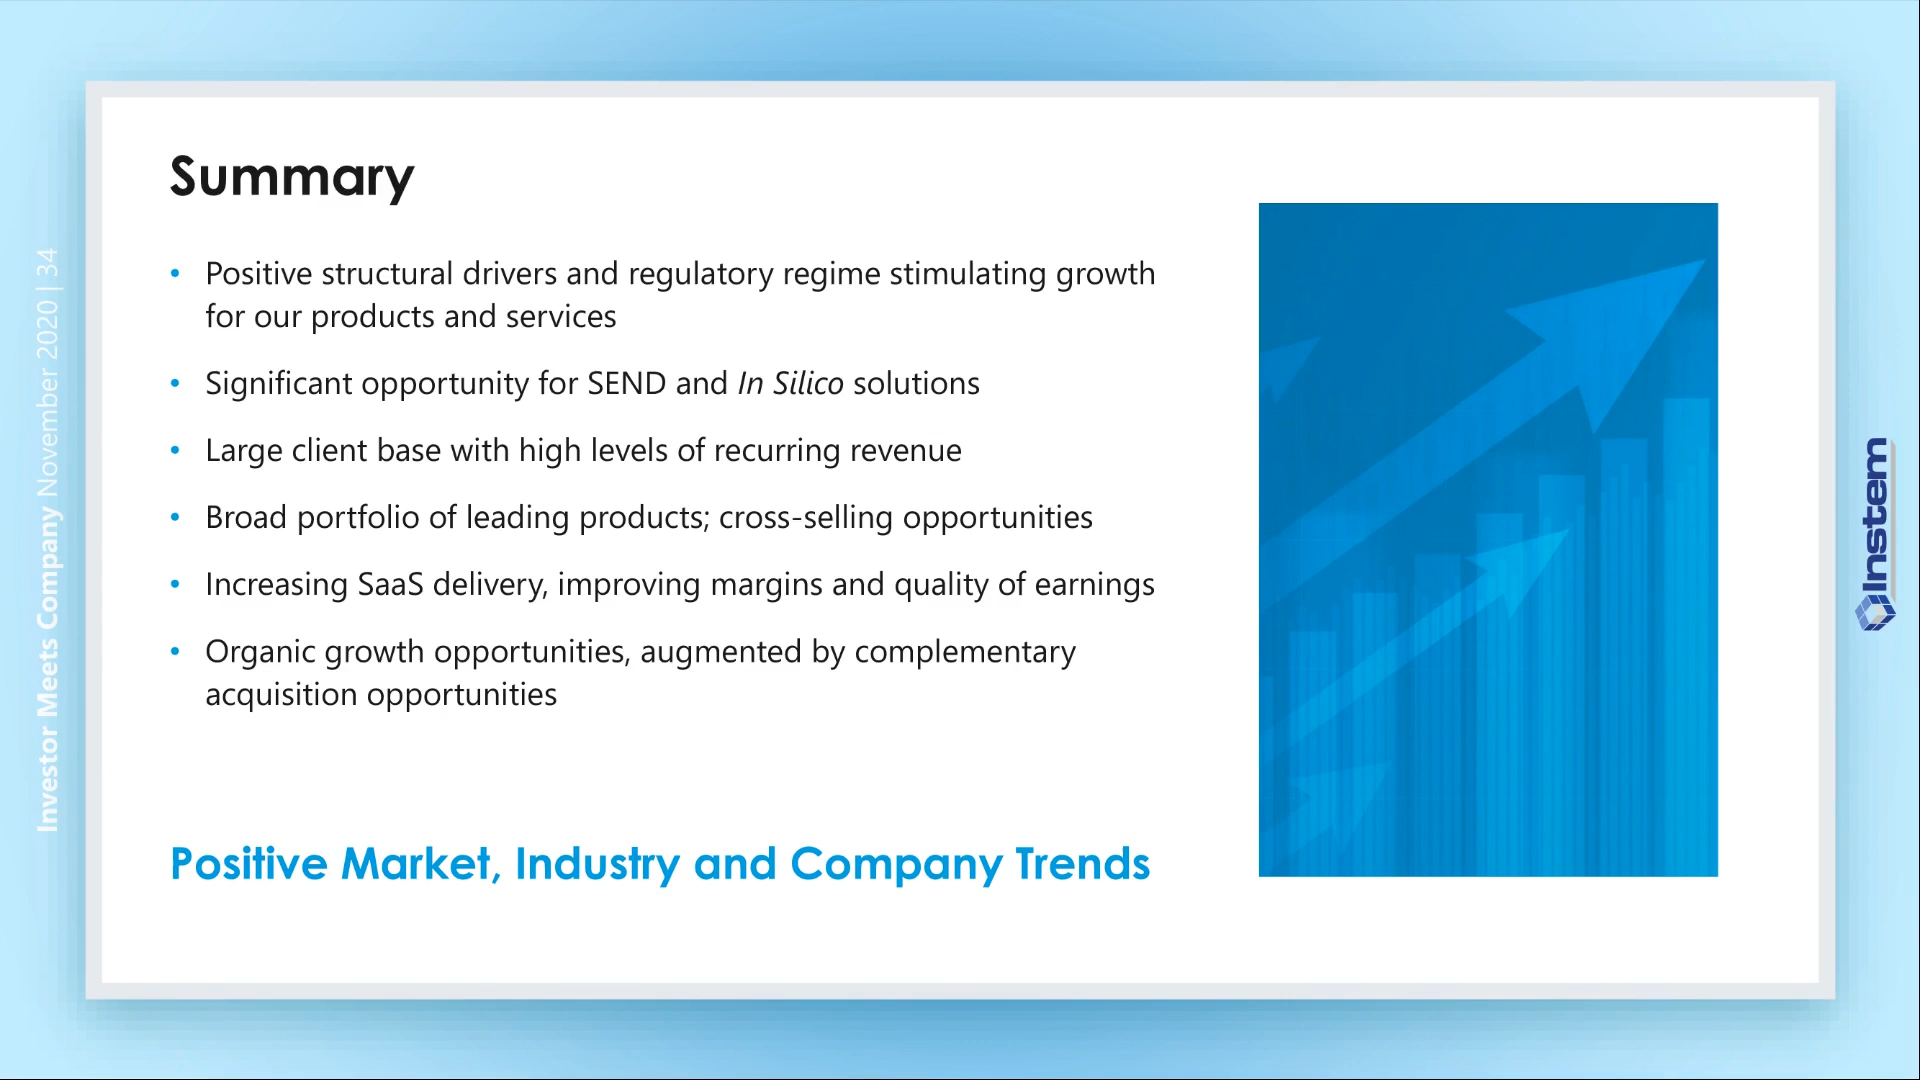 Summary
• Positive structural drivers and regulatory regime stimulating growth
for our products and services
• Significant opportunity for SEND and In Silico solutions
• Large client base with high levels of recurring revenue
• Broad portfolio of leading products; cross-selling opportunities
• Increasing SaaS delivery, improving margins and quality of earnings
• Organic growth opportunities, augmented by complementary
acquisition opportunities
Positive Market, Industry and Company Trends
Investor Meets Company November 2020 | 34
Instem